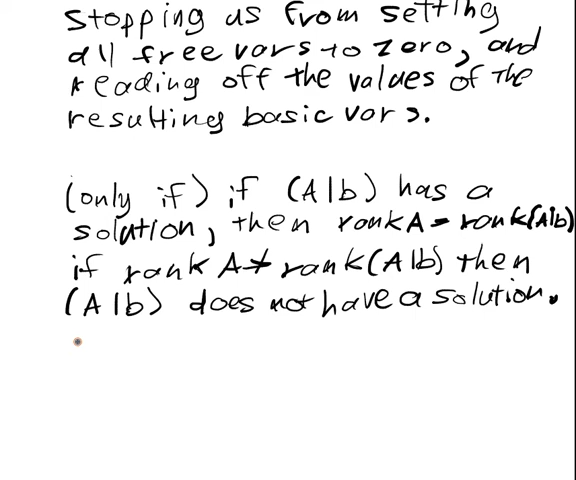 stopping us from setting
all free vars to zero, and
reading off the values of the
resulting basic vars.
(only if) if (A|b) has a
solution, then rank A = rank(A|b)
if rank A ≠ rank(A|b) then
(A|b) does not have a solution.